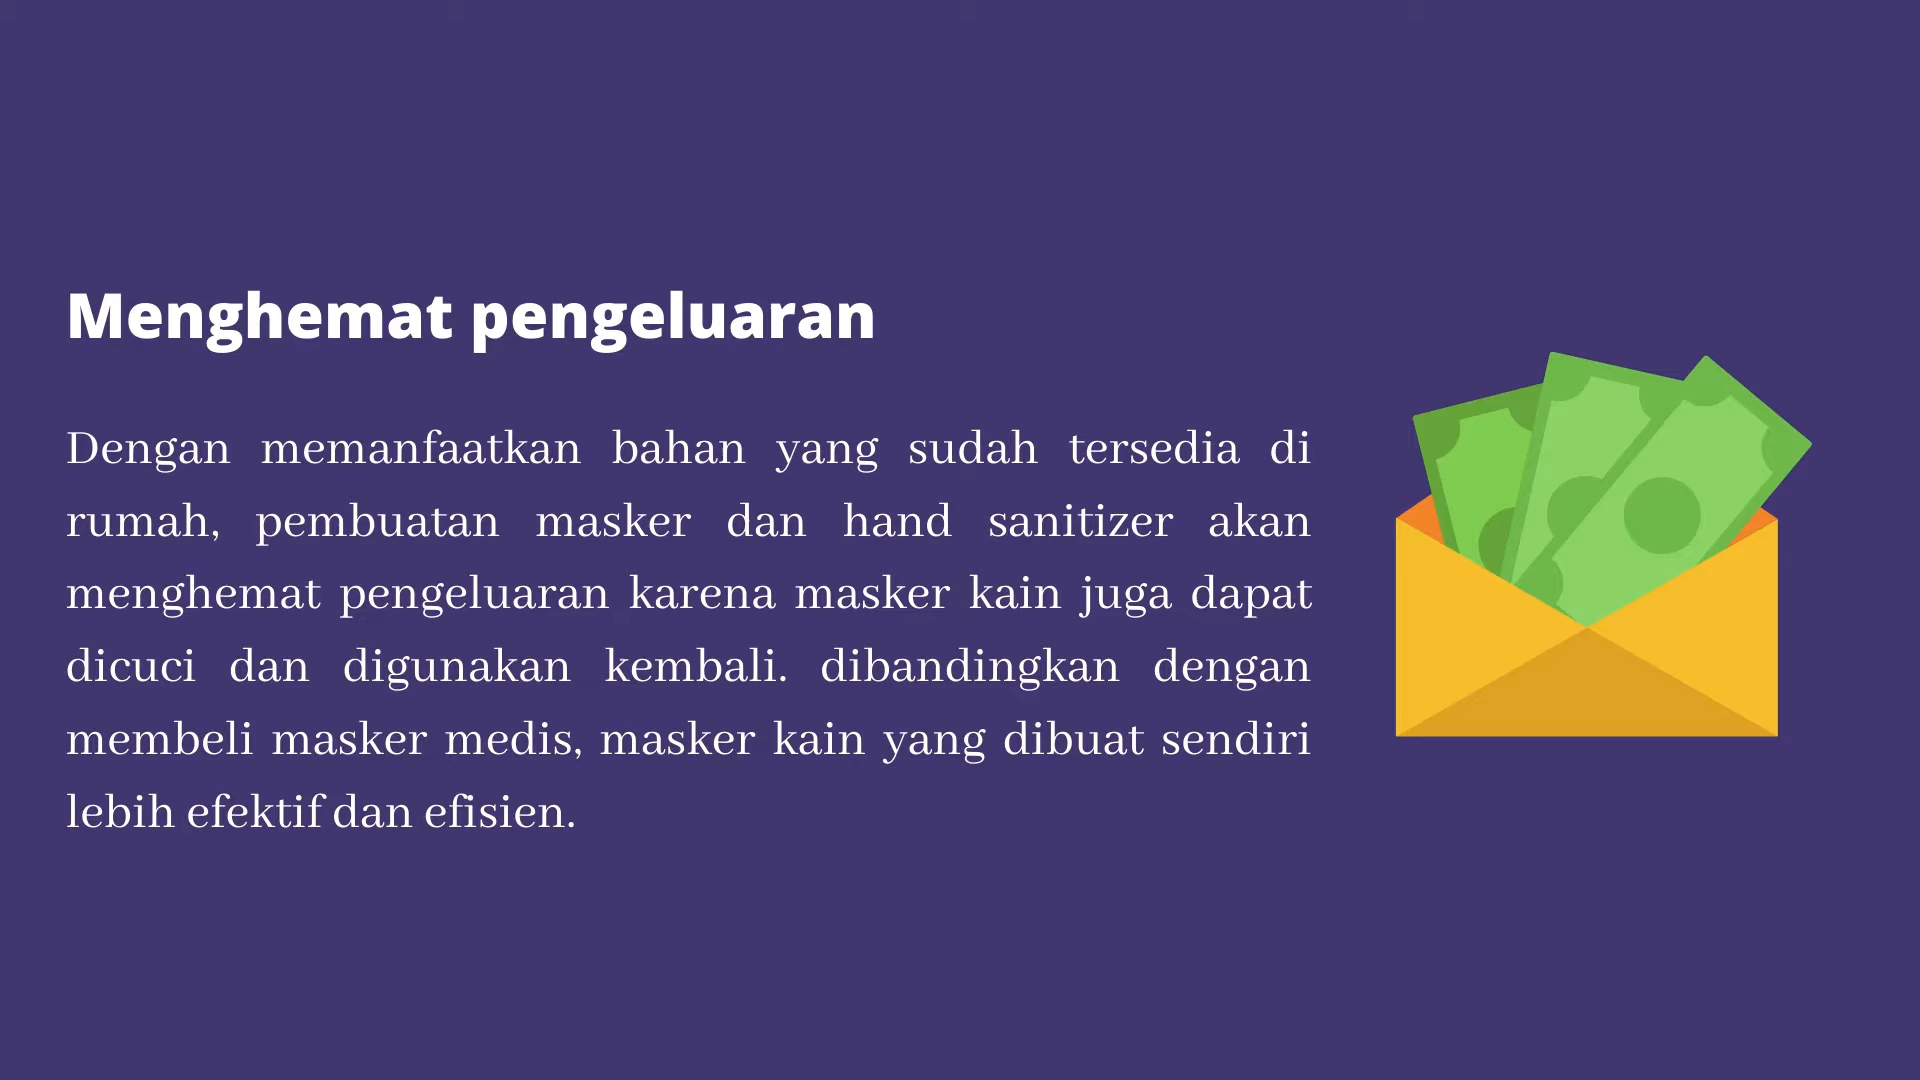 Menghemat pengeluaran
Dengan memanfaatkan bahan yang sudah tersedia di
rumah, pembuatan masker dan hand sanitizer akan
menghemat pengeluaran karena masker kain juga dapat
dicuci dan digunakan kembali. dibandingkan dengan
membeli masker medis, masker kain yang dibuat sendiri
lebih efektif dan efisien.